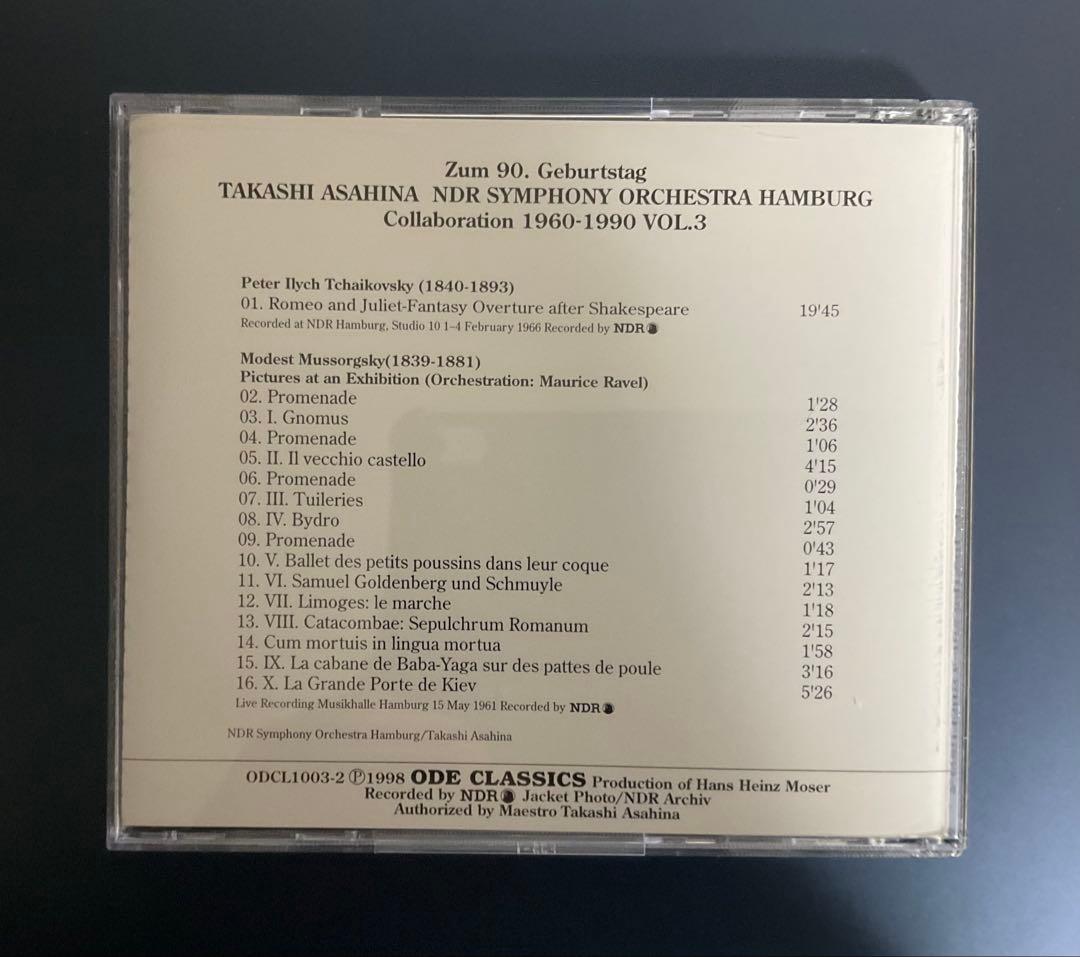 Zum 90. Geburtstag
TAKASHI ASAHINA NDR SYMPHONY ORCHESTRA HAMBURG
Collaboration 1960-1990 VOL.3
Peter Ilych Tchaikovsky (1840-1893)
01. Romeo and Juliet-Fantasy Overture after Shakespeare 19'45
Recorded at NDR Hamburg, Studio 10 1–4 February 1966 Recorded by NDR
Modest Mussorgsky(1839-1881)
Pictures at an Exhibition (Orchestration: Maurice Ravel)
02. Promenade 1'28
03. I. Gnomus 2'36
04. Promenade 1'06
05. II. Il vecchio castello 4'15
06. Promenade 0'29
07. III. Tuileries 1'04
08. IV. Bydro 2'57
09. Promenade 0'43
10. V. Ballet des petits poussins dans leur coque 1'17
11. VI. Samuel Goldenberg und Schmuyle 2'13
12. VII. Limoges: le marche 1'18
13. VIII. Catacombae: Sepulchrum Romanum 2'15
14. Cum mortuis in lingua mortua 1'58
15. IX. La cabane de Baba-Yaga sur des pattes de poule 3'16
16. X. La Grande Porte de Kiev 5'26
Live Recording Musikhalle Hamburg 15 May 1961 Recorded by NDR
NDR Symphony Orchestra Hamburg/Takashi Asahina
ODCL1003-2 ℗1998 ODE CLASSICS Production of Hans Heinz Moser
Recorded by NDR Jacket Photo/NDR Archiv
Authorized by Maestro Takashi Asahina